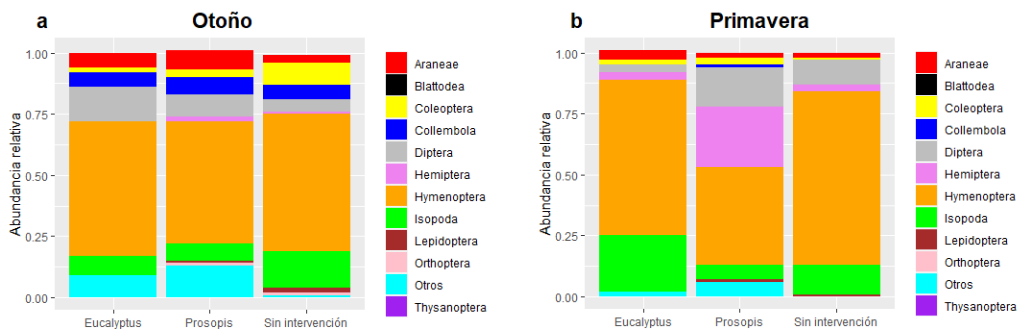 a
Otoño
Abundancia relativa
1.00
0.75
0.50
0.25
0.00
Eucalyptus
Prosopis
Sin intervención
Araneae
Blattodea
Coleoptera
Collembola
Diptera
Hemiptera
Hymenoptera
Isopoda
Lepidoptera
Orthoptera
Otros
Thysanoptera
b
Primavera
Abundancia relativa
1.00
0.75
0.50
0.25
0.00
Eucalyptus
Prosopis
Sin intervención
Araneae
Blattodea
Coleoptera
Collembola
Diptera
Hemiptera
Hymenoptera
Isopoda
Lepidoptera
Orthoptera
Otros
Thysanoptera